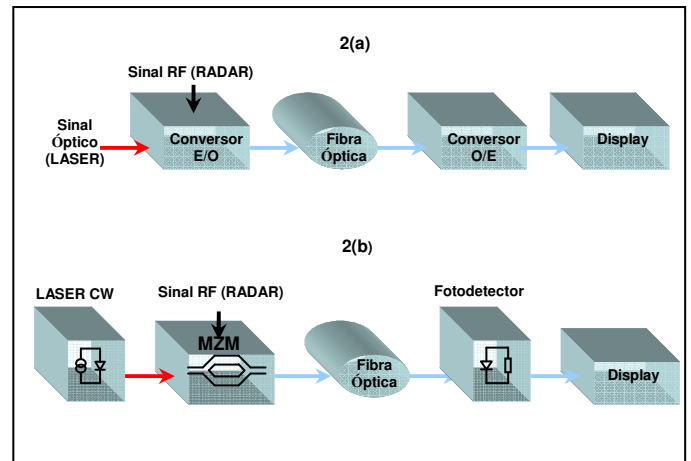 2(a)
Sinal RF (RADAR)
Sinal
Óptico
(LASER)
Conversor
E/O
Fibra
Óptica
Conversor
O/E
Display
2(b)
LASER CW
Sinal RF (RADAR)
Fotodetector
MZM
Fibra
Óptica
Display